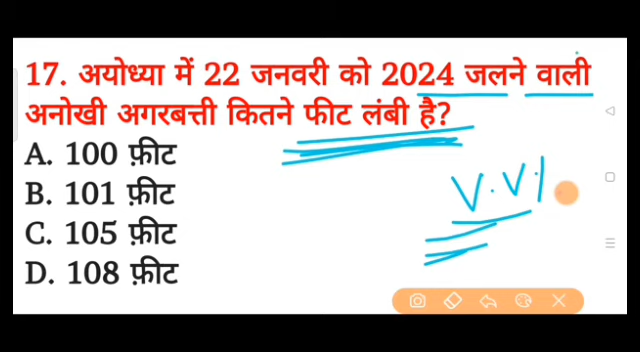 17. अयोध्या में 22 जनवरी को 2024 जलने वाली
अनोखी अगरबत्ती कितने फीट लंबी है?
A. 100 फ़ीट
B. 101 फ़ीट
C. 105 फ़ीट
D. 108 फ़ीट
V.V.I